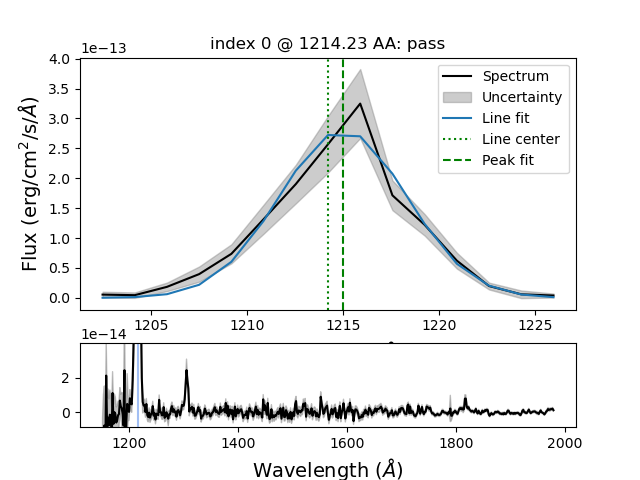 index 0 @ 1214.23 AA: pass
1e−13
4.0
3.5
3.0
2.5
2.0
1.5
1.0
0.5
0.0
Flux (erg/cm²/s/Å)
Spectrum
Uncertainty
Line fit
Line center
Peak fit
1205 1210 1215 1220 1225
1e−14
2
0
1200 1400 1600 1800 2000
Wavelength (Å)